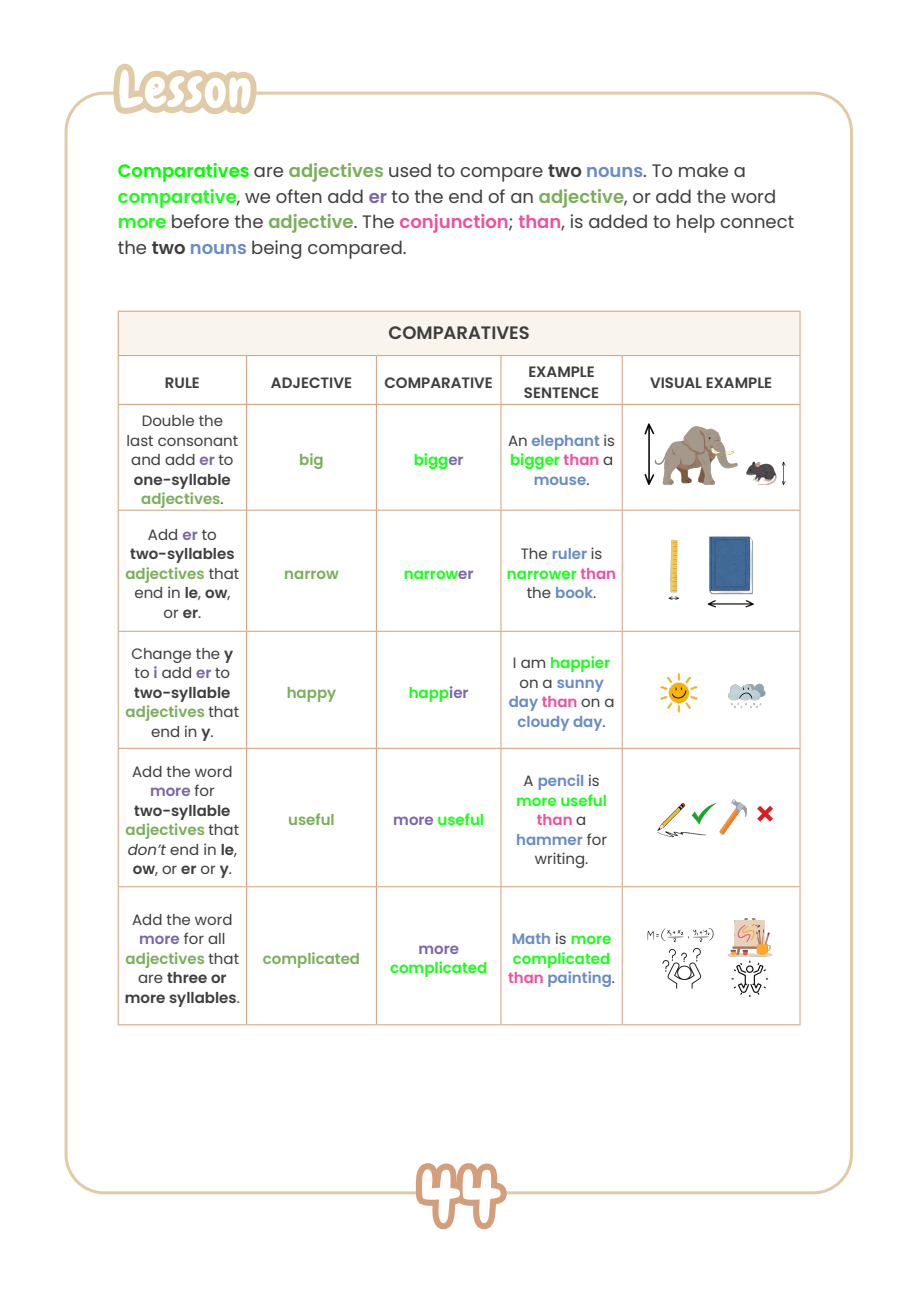 Lesson
Comparatives are adjectives used to compare two nouns. To make a
comparative, we often add er to the end of an adjective, or add the word
more before the adjective. The conjunction; than, is added to help connect
the two nouns being compared.
COMPARATIVES
RULE
ADJECTIVE
COMPARATIVE
EXAMPLE
SENTENCE
VISUAL EXAMPLE
Double the
last consonant
and add er to
one-syllable
adjectives.
big
bigger
An elephant is
bigger than a
mouse.
Add er to
two-syllables
adjectives that
end in le, ow,
or er.
narrow
narrower
The ruler is
narrower than
the book.
Change the y
to i add er to
two-syllable
adjectives that
end in y.
happy
happier
I am happier
on a sunny
day than on a
cloudy day.
Add the word
more for
two-syllable
adjectives that
don't end in le,
ow, or er or y.
useful
more useful
A pencil is
more useful
than a
hammer for
writing.
Add the word
more for all
adjectives that
are three or
more syllables.
complicated
more
complicated
Math is more
complicated
than painting.
M=(x₁+x₂/2 , y₁+y₂/2)
? ? ? ?
44